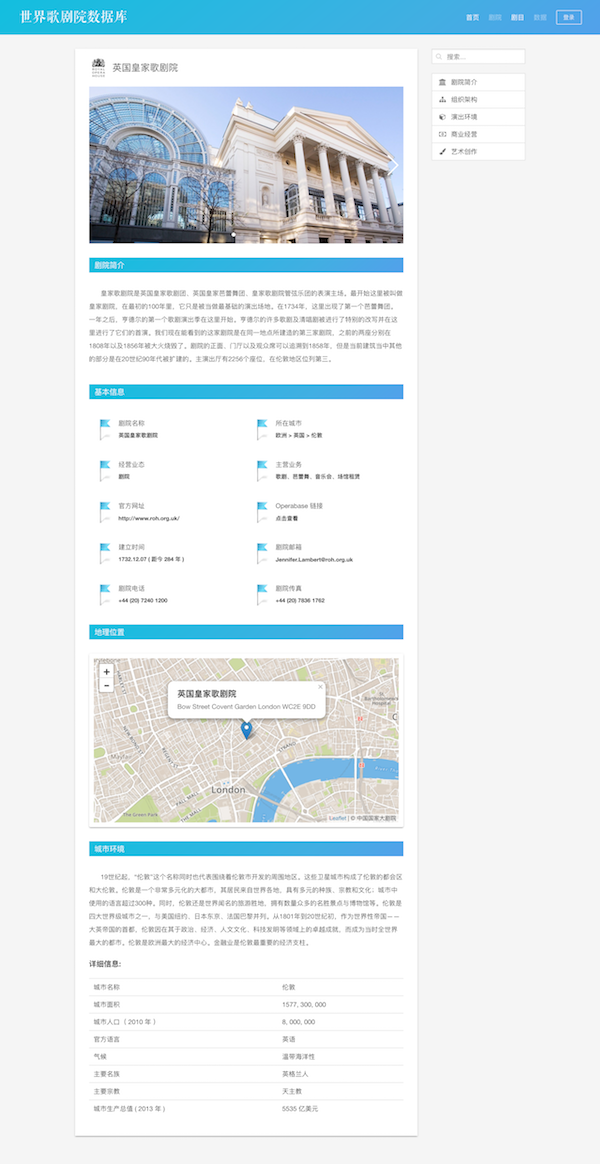 世界歌剧院数据库
首页 剧院 剧目 数据 登录
搜索...
剧院简介
组织架构
演出环境
商业经营
艺术创作
英国皇家歌剧院
剧院简介
皇家歌剧院是英国皇家歌剧团、英国皇家芭蕾舞团、皇家歌剧院管弦乐团的表演主场。最开始这里被叫做
皇家剧院，在最初的100年里，它只是被当做最基础的演出场地。在1734年，这里出现了第一个芭蕾舞团。
一年之后，亨德尔的第一个歌剧演出季在这里开始。亨德尔的许多歌剧及清唱剧被进行了特别的改写并在这
里进行了它们的首演。我们现在能看到的这家剧院是在同一地点所建造的第三家剧院，之前的两座分别在
1808年以及1856年被大火烧毁了。剧院的正面、门厅以及观众席可以追溯到1858年，但是当前建筑当中其他
的部分是在20世纪90年代被扩建的。主演出厅有2256个座位，在伦敦地区位列第三。
基本信息
剧院名称
英国皇家歌剧院
所在城市
欧洲 > 英国 > 伦敦
经营业态
剧院
主营业务
歌剧、芭蕾舞、音乐会、场馆租赁
官方网址
http://www.roh.org.uk/
Operabase 链接
点击查看
建立时间
1732.12.07 ( 距今 284 年 )
剧院邮箱
Jennifer.Lambert@roh.org.uk
剧院电话
+44 (20) 7240 1200
剧院传真
+44 (20) 7836 1762
地理位置
+
-
英国皇家歌剧院
×
Bow Street Covent Garden London WC2E 9DD
Mayfair
STRAND
PALL MALL
London
The Green Park
Leaflet | © 中国国家大剧院
城市环境
19世纪起，“伦敦”这个名称同时也代表围绕着伦敦市开发的周围地区。这些卫星城市构成了伦敦的都会区
和大伦敦。伦敦是一个非常多元化的大都市，其居民来自世界各地，具有多元的种族、宗教和文化；城市中
使用的语言超过300种。同时，伦敦还是世界闻名的旅游胜地，拥有数量众多的名胜景点与博物馆等。伦敦是
四大世界级城市之一，与美国纽约、日本东京、法国巴黎并列。从1801年到20世纪初，作为世界性帝国——
大英帝国的首都，伦敦因在其于政治、经济、人文文化、科技发明等领域上的卓越成就，而成为当时全世界
最大的都市。伦敦是欧洲最大的经济中心。金融业是伦敦最重要的经济支柱。
详细信息:
城市名称 伦敦
城市面积 1577, 300, 000
城市人口 （ 2010 年 ） 8, 000, 000
官方语言 英语
气候 温带海洋性
主要名族 英格兰人
主要宗教 天主教
城市生产总值 ( 2013 年 ) 5535 亿美元